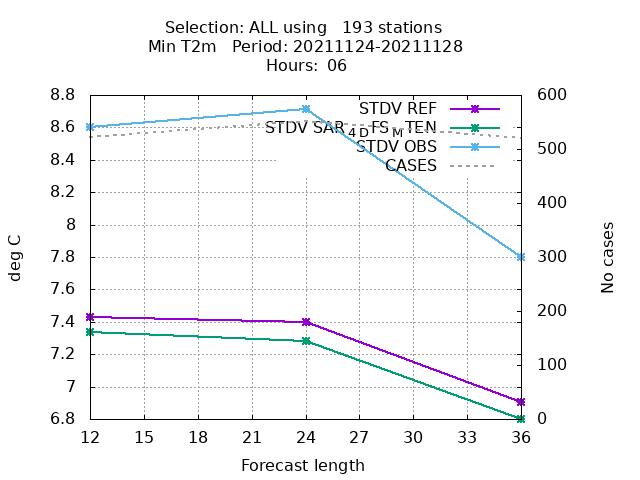 Selection: ALL using   193 stations
Min T2m   Period: 20211124-20211128
Hours: 06
STDV REF
STDV SAR4DTFSMTEN
STDV OBS
CASES
deg C
8.8
8.6
8.4
8.2
8
7.8
7.6
7.4
7.2
7
6.8
600
500
400
300
200
100
0
No cases
12 15 18 21 24 27 30 33 36
Forecast length